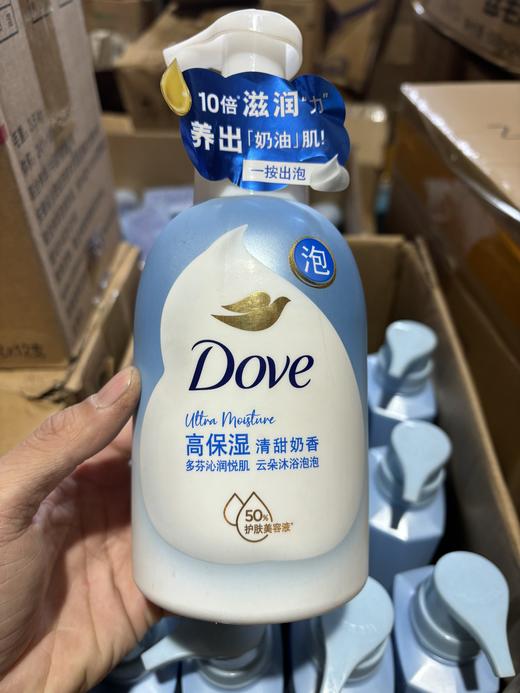 10倍滋润"力"
养出「奶油」肌!
一按出泡
泡
Dove
Ultra Moisture
高保湿 清甜奶香
多芬沁润悦肌 云朵沐浴泡泡
50%
护肤美容液*